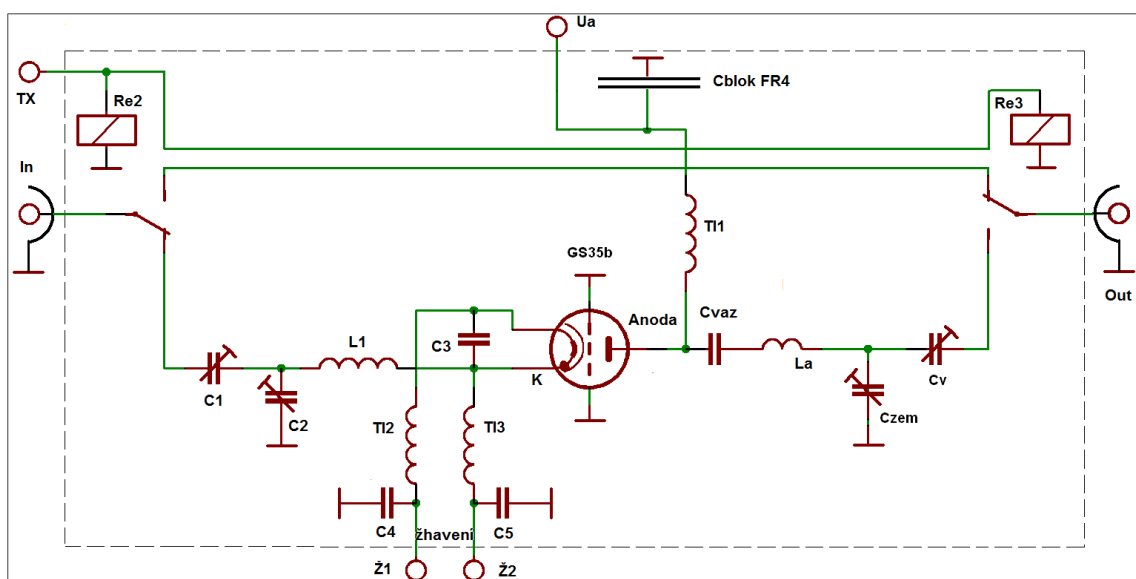 Ua
Cblok FR4
TX
Re2
Re3
In
Tl1
GS35b
Anoda
Cvaz
Out
L1
C3
K
La
Cv
C1
C2
Czem
Tl2
Tl3
C4
žhavení
C5
Ž1
Ž2